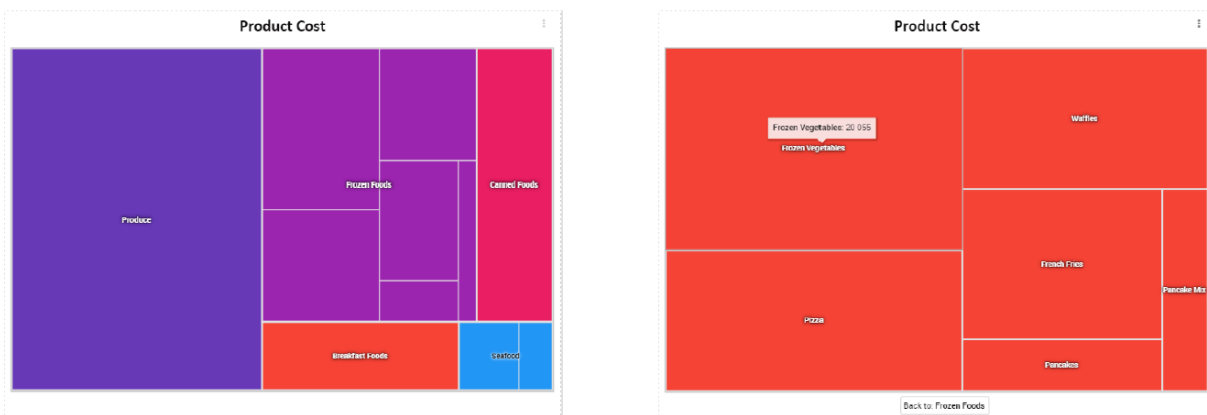 Product Cost
Produce
Frozen Foods
Canned Foods
Breakfast Foods
Seafood
Product Cost
Frozen Vegetables: 20 055
Frozen Vegetables
Waffles
French Fries
Pancake Mix
Pizza
Pancakes
Back to: Frozen Foods